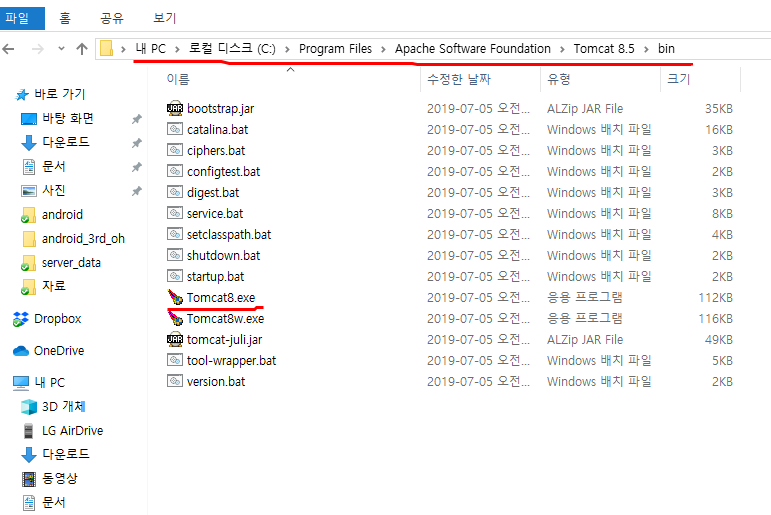 파일 홈 공유 보기
내 PC > 로컬 디스크 (C:) > Program Files > Apache Software Foundation > Tomcat 8.5 > bin
이름 수정한 날짜 유형 크기
바로 가기
바탕 화면
다운로드
문서
사진
android
android_3rd_oh
server_data
자료
Dropbox
OneDrive
내 PC
3D 개체
LG AirDrive
다운로드
동영상
문서
bootstrap.jar 2019-07-05 오전... ALZip JAR File 35KB
catalina.bat 2019-07-05 오전... Windows 배치 파일 16KB
ciphers.bat 2019-07-05 오전... Windows 배치 파일 3KB
configtest.bat 2019-07-05 오전... Windows 배치 파일 2KB
digest.bat 2019-07-05 오전... Windows 배치 파일 3KB
service.bat 2019-07-05 오전... Windows 배치 파일 8KB
setclasspath.bat 2019-07-05 오전... Windows 배치 파일 4KB
shutdown.bat 2019-07-05 오전... Windows 배치 파일 2KB
startup.bat 2019-07-05 오전... Windows 배치 파일 2KB
Tomcat8.exe 2019-07-05 오전... 응용 프로그램 112KB
Tomcat8w.exe 2019-07-05 오전... 응용 프로그램 116KB
tomcat-juli.jar 2019-07-05 오전... ALZip JAR File 49KB
tool-wrapper.bat 2019-07-05 오전... Windows 배치 파일 5KB
version.bat 2019-07-05 오전... Windows 배치 파일 2KB